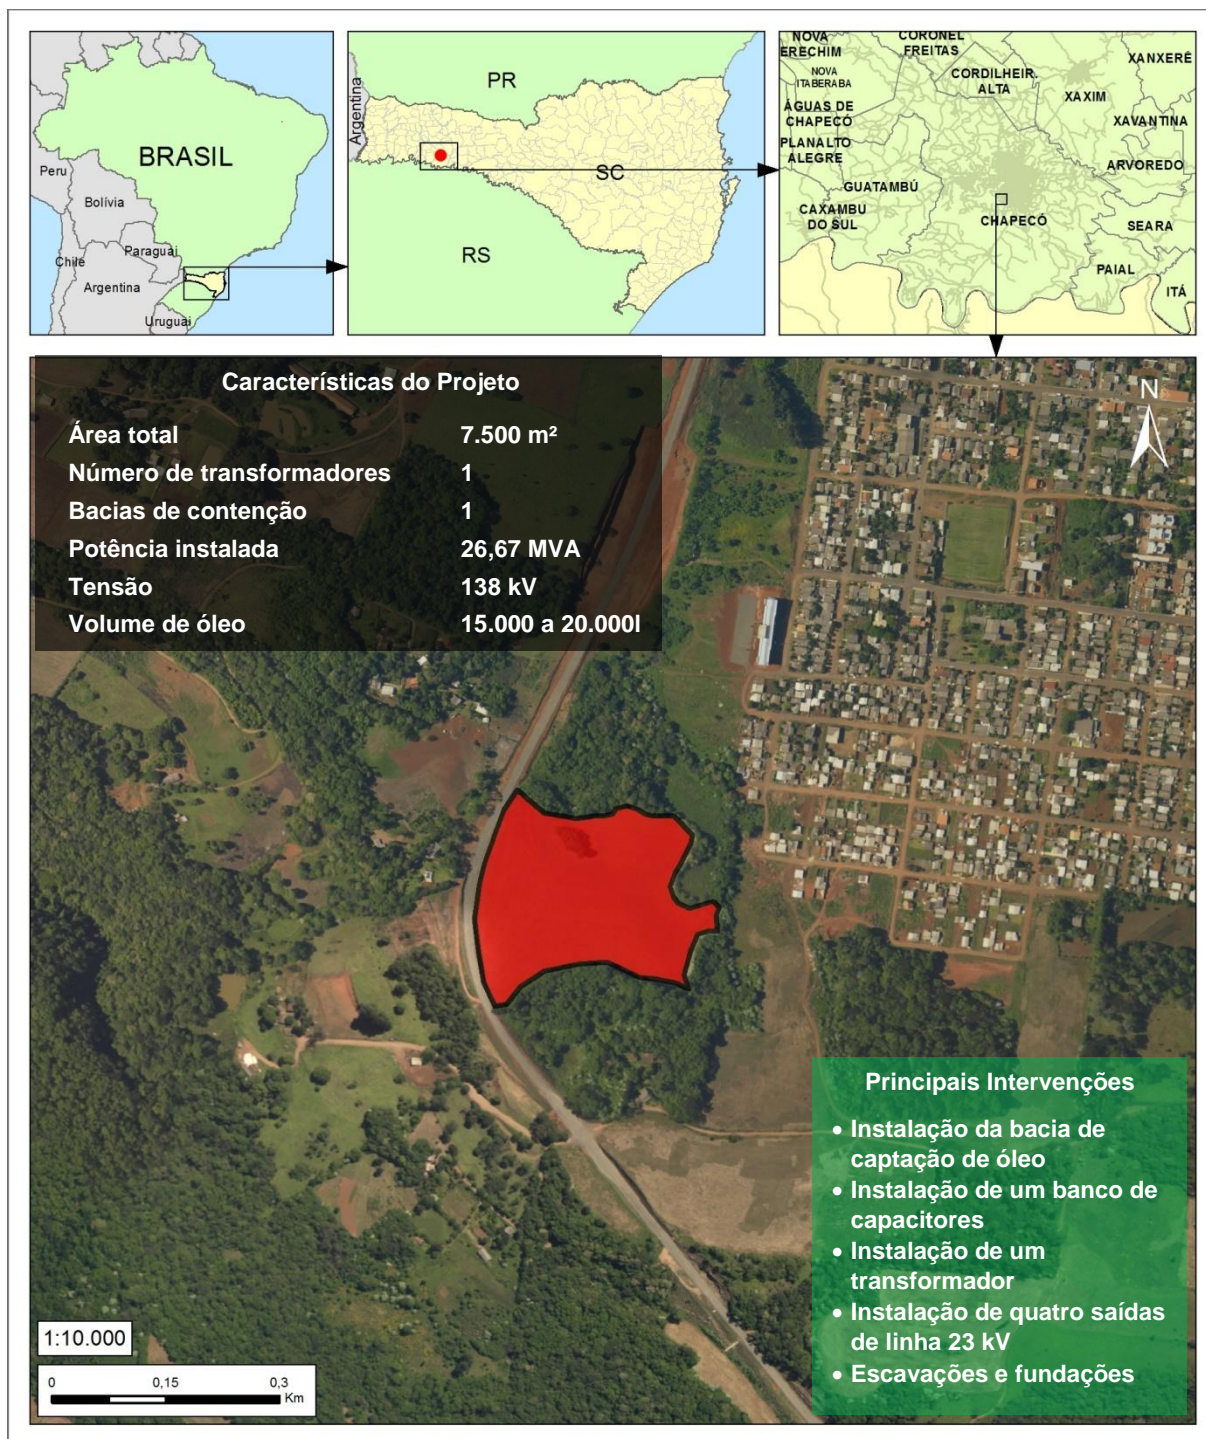 BRASIL
Peru
Bolívia
Paraguai
Chile
Argentina
Uruguai
Argentina
PR
SC
RS
NOVA
ERECHIM
CORONEL
FREITAS
XANXERÊ
NOVA
ITABERABA
CORDILHEIR.
ALTA
XAXIM
ÁGUAS DE
CHAPECÓ
XAVANTINA
PLANALTO
ALEGRE
ARVOREDO
GUATAMBÚ
CAXAMBU
DO SUL
CHAPECÓ
SEARA
PAIAL
ITÁ
Características do Projeto
Área total 7.500 m²
Número de transformadores 1
Bacias de contenção 1
Potência instalada 26,67 MVA
Tensão 138 kV
Volume de óleo 15.000 a 20.000l
N
Principais Intervenções
• Instalação da bacia de
captação de óleo
• Instalação de um banco de
capacitores
• Instalação de um
transformador
• Instalação de quatro saídas
de linha 23 kV
• Escavações e fundações
1:10.000
0 0,15 0,3
Km